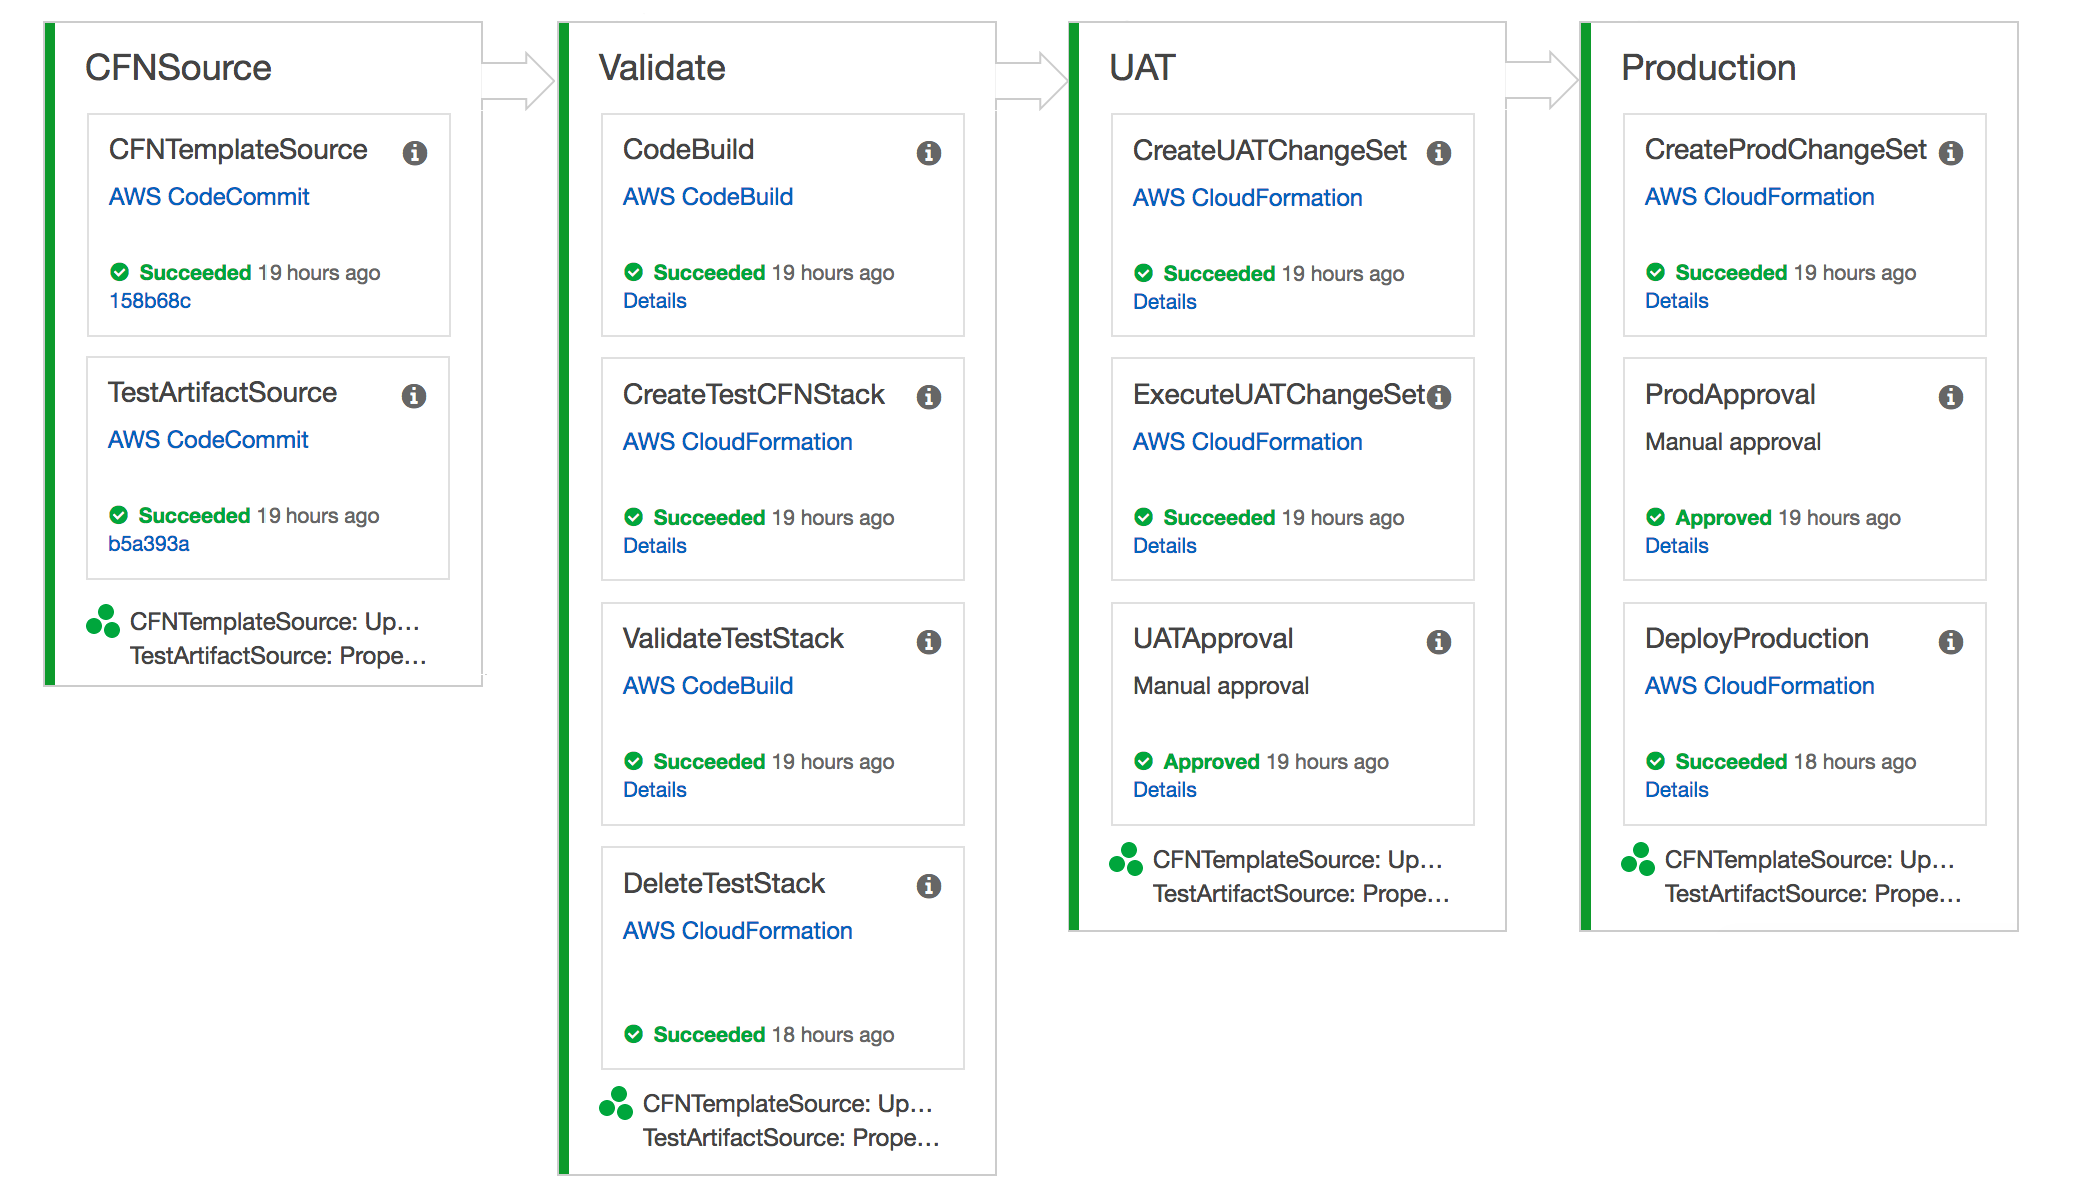 CFNSource
CFNTemplateSource
AWS CodeCommit
Succeeded 19 hours ago
158b68c
TestArtifactSource
AWS CodeCommit
Succeeded 19 hours ago
b5a393a
CFNTemplateSource: Up...
TestArtifactSource: Prope...
Validate
CodeBuild
AWS CodeBuild
Succeeded 19 hours ago
Details
CreateTestCFNStack
AWS CloudFormation
Succeeded 19 hours ago
Details
ValidateTestStack
AWS CodeBuild
Succeeded 19 hours ago
Details
DeleteTestStack
AWS CloudFormation
Succeeded 18 hours ago
CFNTemplateSource: Up...
TestArtifactSource: Prope...
UAT
CreateUATChangeSet
AWS CloudFormation
Succeeded 19 hours ago
Details
ExecuteUATChangeSet
AWS CloudFormation
Succeeded 19 hours ago
Details
UATApproval
Manual approval
Approved 19 hours ago
Details
CFNTemplateSource: Up...
TestArtifactSource: Prope...
Production
CreateProdChangeSet
AWS CloudFormation
Succeeded 19 hours ago
Details
ProdApproval
Manual approval
Approved 19 hours ago
Details
DeployProduction
AWS CloudFormation
Succeeded 18 hours ago
Details
CFNTemplateSource: Up...
TestArtifactSource: Prope...